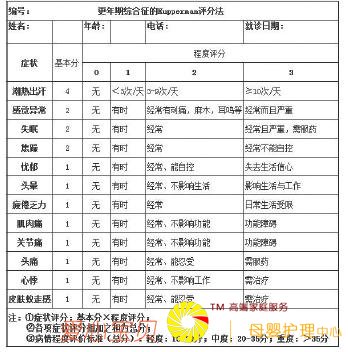 编号： 更年期综合征的Kupperman评分法
姓名： 年龄： 电话： 就诊日期：
症状 基本分 程度评分
0 1 2 3
潮热出汗 4 无 <3次/天 3-9次/天 ≥10次/天
感觉异常 2 无 有时 经常有刺痛，麻木，耳鸣等 经常而且严重
失眠 2 无 有时 经常 经常且严重，需服药
焦躁 2 无 有时 经常 经常不能自控
忧郁 1 无 有时 经常、能自控 失去生活信心
头晕 1 无 有时 经常、不影响生活 影响生活与工作
疲倦乏力 1 无 有时 经常 日常生活受限
肌肉痛 1 无 有时 经常、不影响功能 功能障碍
关节痛 1 无 有时 经常、不影响功能 功能障碍
头痛 1 无 有时 经常、能忍受 需服药
心悸 1 无 有时 经常、不影响工作 需治疗
皮肤蚁走感 1 无 有时 经常、能忍受 需治疗
TM 高端家庭服务
注：①症状评分：基本分×程度评分；
②各项症状评分相加之和为总分；
③病情程度评价标准（总分） 轻度： 中度：20-35分；重度：>35分
母婴护理中心